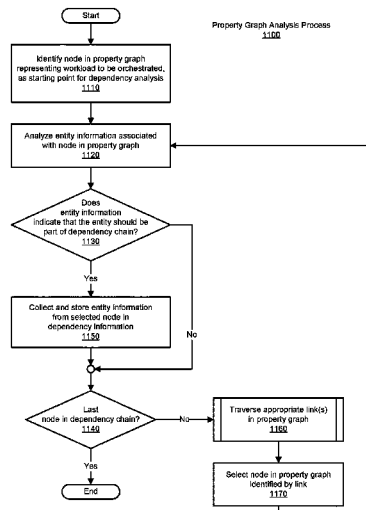 Start
Property Graph Analysis Process
1100
Identify node in property graph
representing workload to be orchestrated,
as starting point for dependency analysis
1110
Analyze entity information associated
with node in property graph
1120
Does
entity information
indicate that the entity should be
part of dependency chain?
1130
Yes
No
Collect and store entity information
from selected node in
dependency information
1150
Last
node in dependency chain?
1140
No
Traverse appropriate link(s)
in property graph
1160
Yes
Select node in property graph
identified by link
1170
End